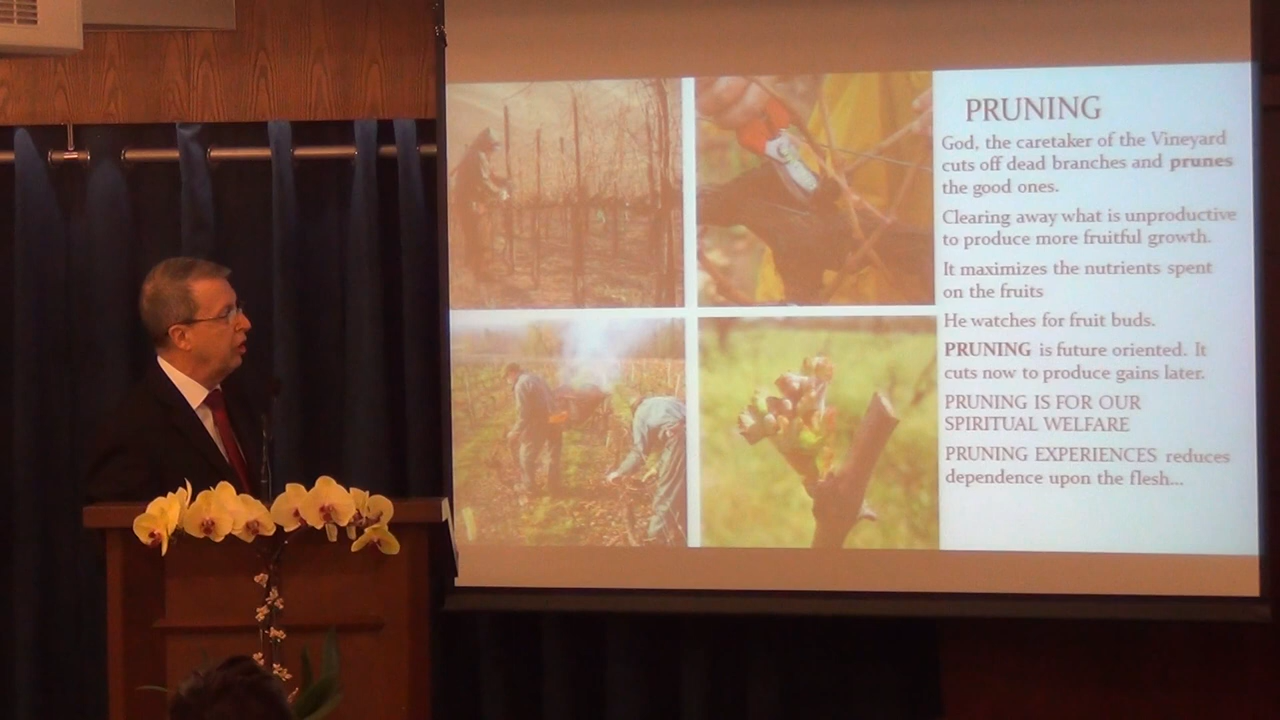 PRUNING
God, the caretaker of the Vineyard
cuts off dead branches and prunes
the good ones.
Clearing away what is unproductive
to produce more fruitful growth.
It maximizes the nutrients spent
on the fruits
He watches for fruit buds.
PRUNING is future oriented. It
cuts now to produce gains later.
PRUNING IS FOR OUR
SPIRITUAL WELFARE
PRUNING EXPERIENCES reduces
dependence upon the flesh...